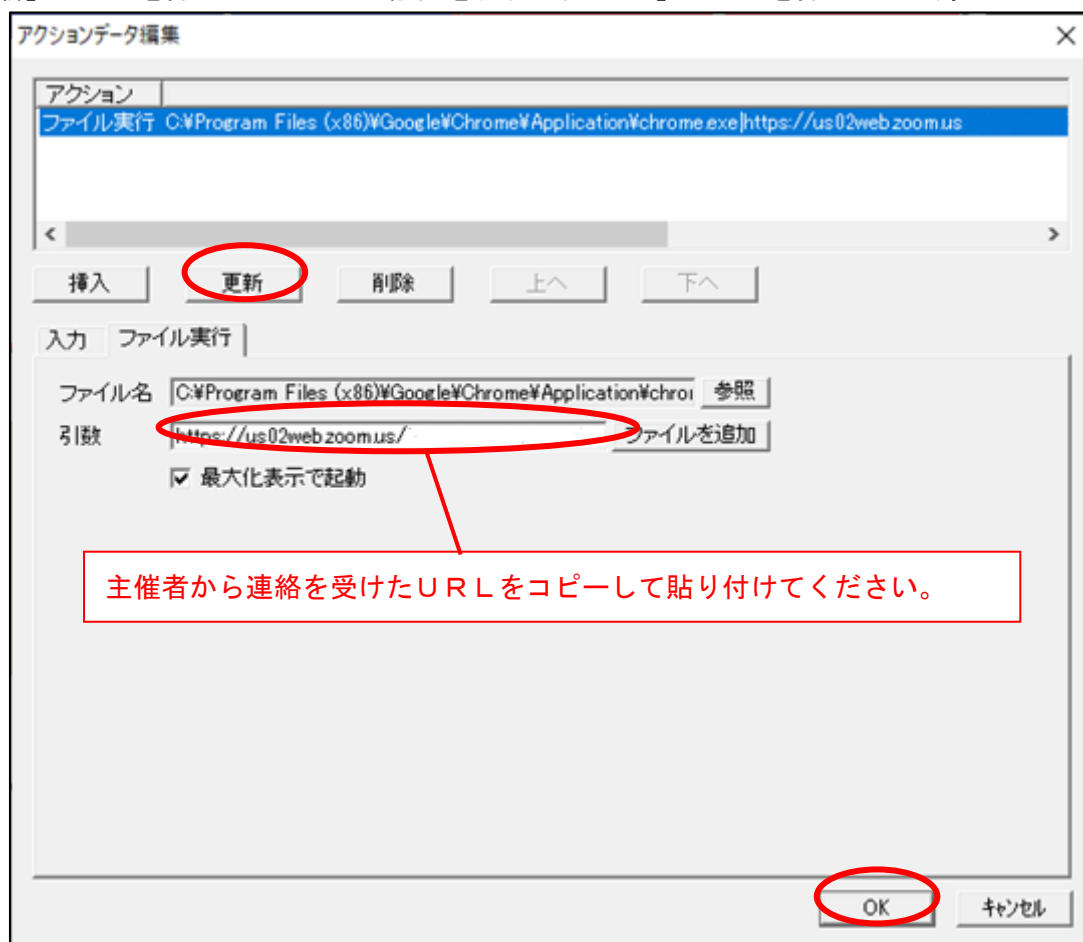 アクションデータ編集
アクション
ファイル実行 C:¥Program Files (x86)¥Google¥Chrome¥Application¥chrome.exe|https://us02web.zoom.us
挿入 更新 削除 上へ 下へ
入力 ファイル実行
ファイル名 C:¥Program Files (x86)¥Google¥Chrome¥Application¥chro 参照
引数 https://us02web.zoom.us/ ファイルを追加
最大化表示で起動
主催者から連絡を受けたURLをコピーして貼り付けてください。
OK キャンセル